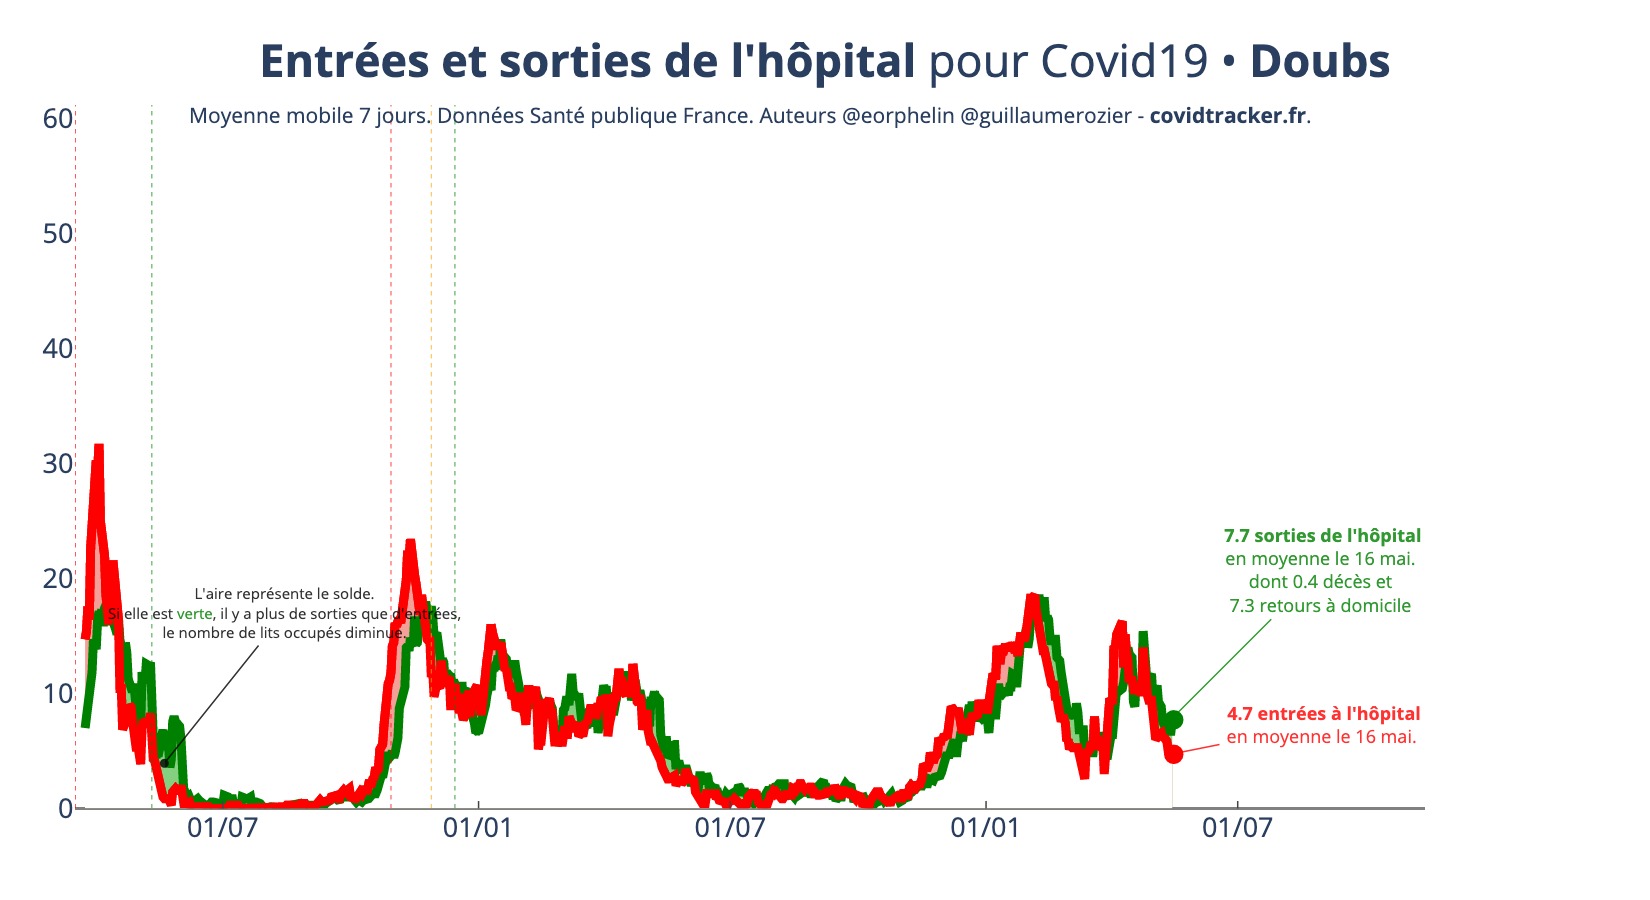 Entrées et sorties de l'hôpital pour Covid19 • Doubs
Moyenne mobile 7 jours. Données Santé publique France. Auteurs @eorphelin @guillaumerozier - covidtracker.fr.
60
50
40
30
20
10
0
L'aire représente le solde.
Si elle est verte, il y a plus de sorties que d'entrées,
le nombre de lits occupés diminue.
7.7 sorties de l'hôpital
en moyenne le 16 mai.
dont 0.4 décès et
7.3 retours à domicile
4.7 entrées à l'hôpital
en moyenne le 16 mai.
01/07
01/01
01/07
01/01
01/07